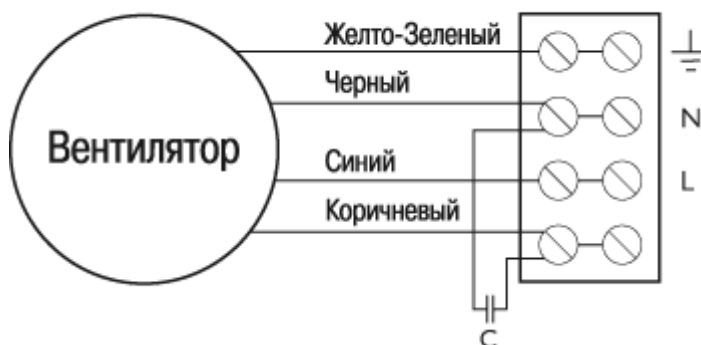 Желто-Зеленый
Черный
N
Вентилятор
Синий
L
Коричневый
C